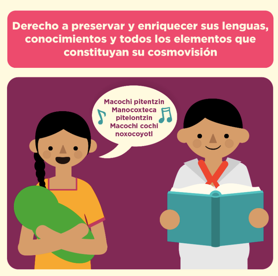 Derecho a preservar y enriquecer sus lenguas,
conocimientos y todos los elementos que
constituyan su cosmovisión
Macochi pitentzin
Manocoxteca
pitelontzin
Macochi cochi
noxocoyotl